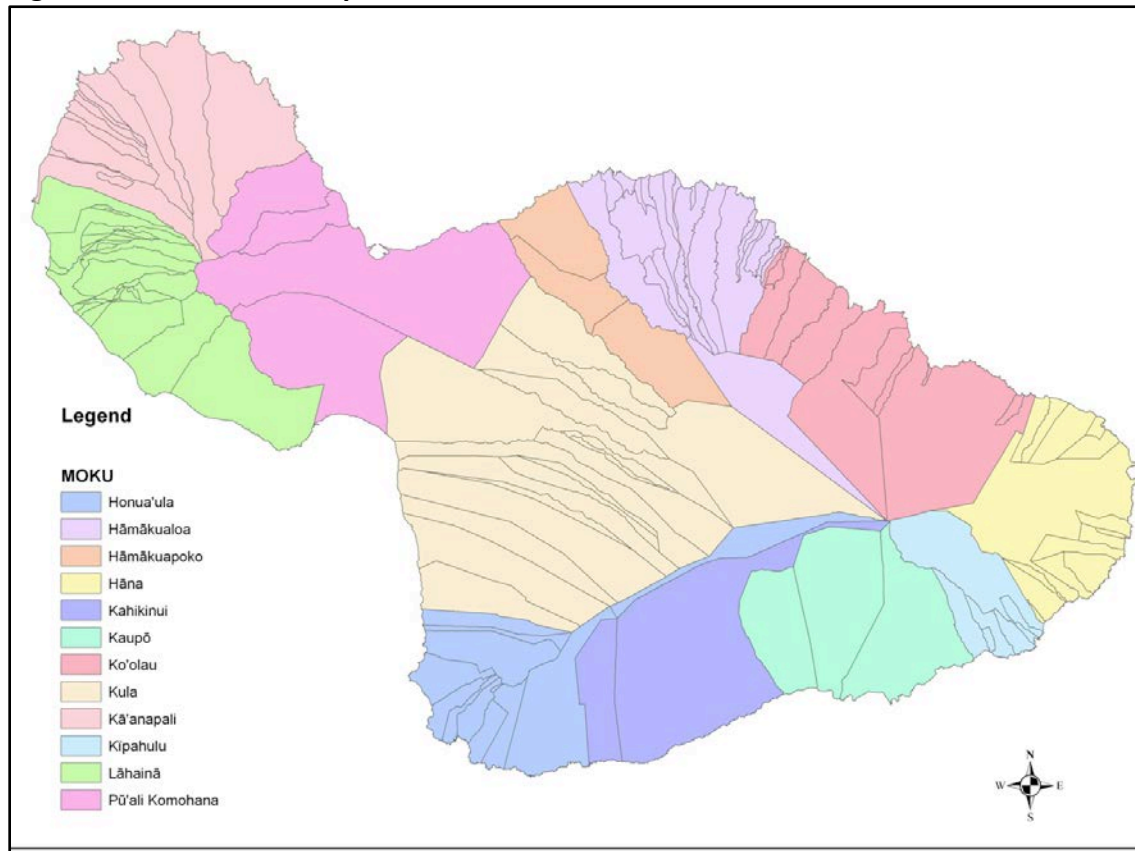 Legend
MOKU
Honua'ula
Hāmākualoa
Hāmākuapoko
Hāna
Kahikinui
Kaupō
Ko'olau
Kula
Kā'anapali
Kīpahulu
Lāhainā
Pū'ali Komohana
N
W E
S